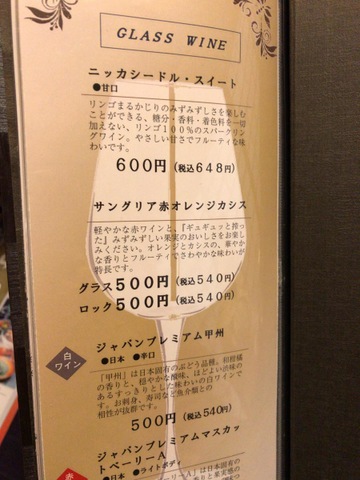 GLASS WINE
ニッカシードル・スイート
●甘口
リンゴまるかじりのみずみずしさを楽しむ
ことができる、糖分・香料・着色料を一切
加えない、リンゴ100%のスパークリン
グワイン。やさしい甘さでフルーティな味
わいです。
600円(税込648円)
サングリア赤オレンジカシス
軽やかな赤ワインと、『ギュギュッと搾っ
た』みずみずしい果実のおいしさをお楽し
みください。オレンジとカシスの、華やか
な香りとフルーティでさわやかな味わいが
特長です。
グラス500円(税込540円)
ロック500円(税込540円)
白
ワイン
ジャパンプレミアム甲州
●日本 ●辛口
「甲州」は日本固有のぶどう品種。和柑橘
の香りと、穏やかな酸味、ほどよい渋味の
あるすっきりとした味わいの白ワインで
す。お刺身、寿司など魚介類との
相性が抜群です。
500円(税込540円)
ジャパンプレミアムマスカッ
トベーリーA
●日本 ●ライトボディ
赤